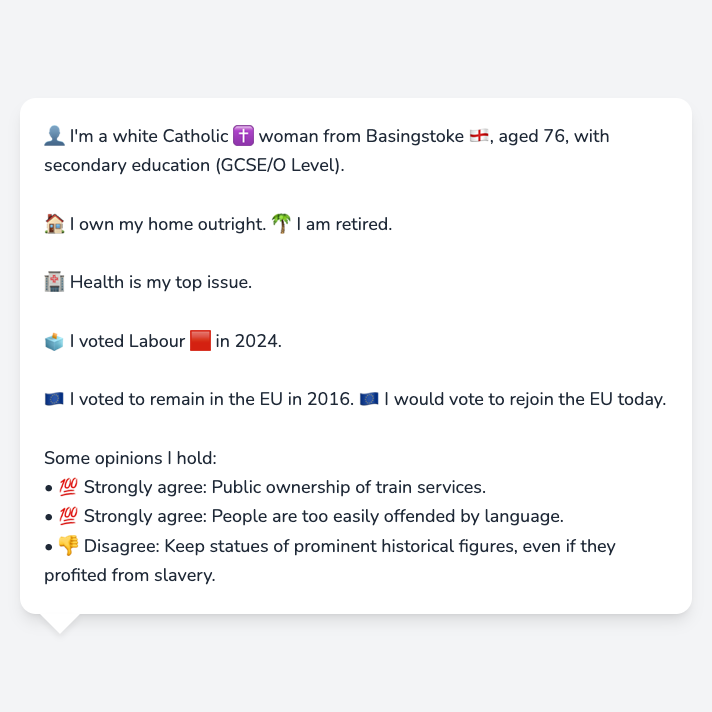 👤 I'm a white Catholic ✝️ woman from Basingstoke 🏴󠁧󠁢󠁥󠁮󠁧󠁿, aged 76, with
secondary education (GCSE/O Level).
🏠 I own my home outright. 🌴 I am retired.
🏥 Health is my top issue.
🗳️ I voted Labour 🟥 in 2024.
🇪🇺 I voted to remain in the EU in 2016. 🇪🇺 I would vote to rejoin the EU today.
Some opinions I hold:
• 💯 Strongly agree: Public ownership of train services.
• 💯 Strongly agree: People are too easily offended by language.
• 👎 Disagree: Keep statues of prominent historical figures, even if they
profited from slavery.